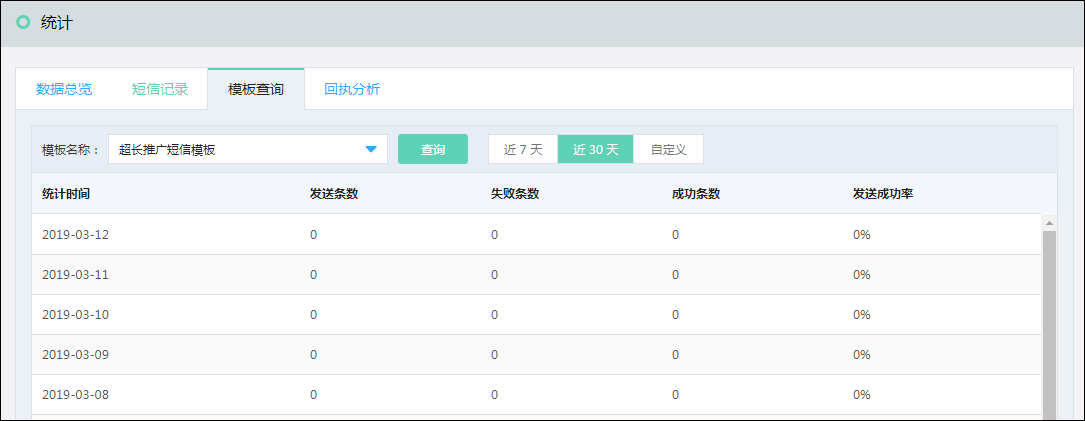 统计
数据总览 短信记录 模板查询 回执分析
模板名称： 超长推广短信模板 查询 近 7 天 近 30 天 自定义
统计时间 发送条数 失败条数 成功条数 发送成功率
2019-03-12 0 0 0 0%
2019-03-11 0 0 0 0%
2019-03-10 0 0 0 0%
2019-03-09 0 0 0 0%
2019-03-08 0 0 0 0%